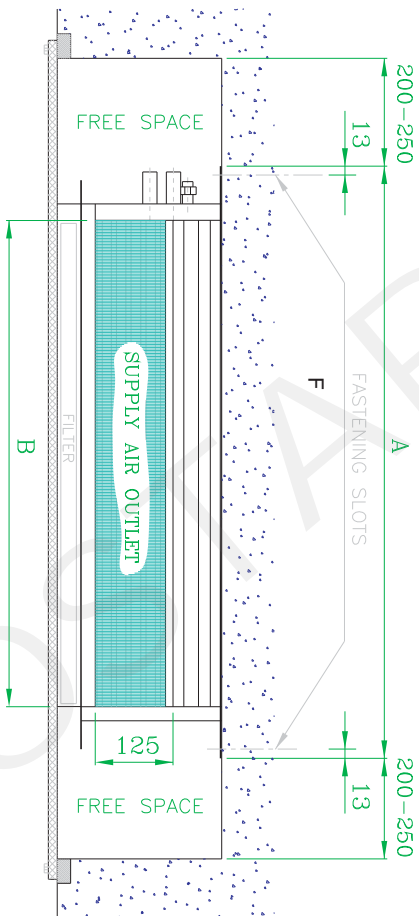 200-250
13
A
FASTENING SLOTS
F
13
200-250
FREE SPACE
SUPPLY AIR OUTLET
125
FREE SPACE
FILTER
B